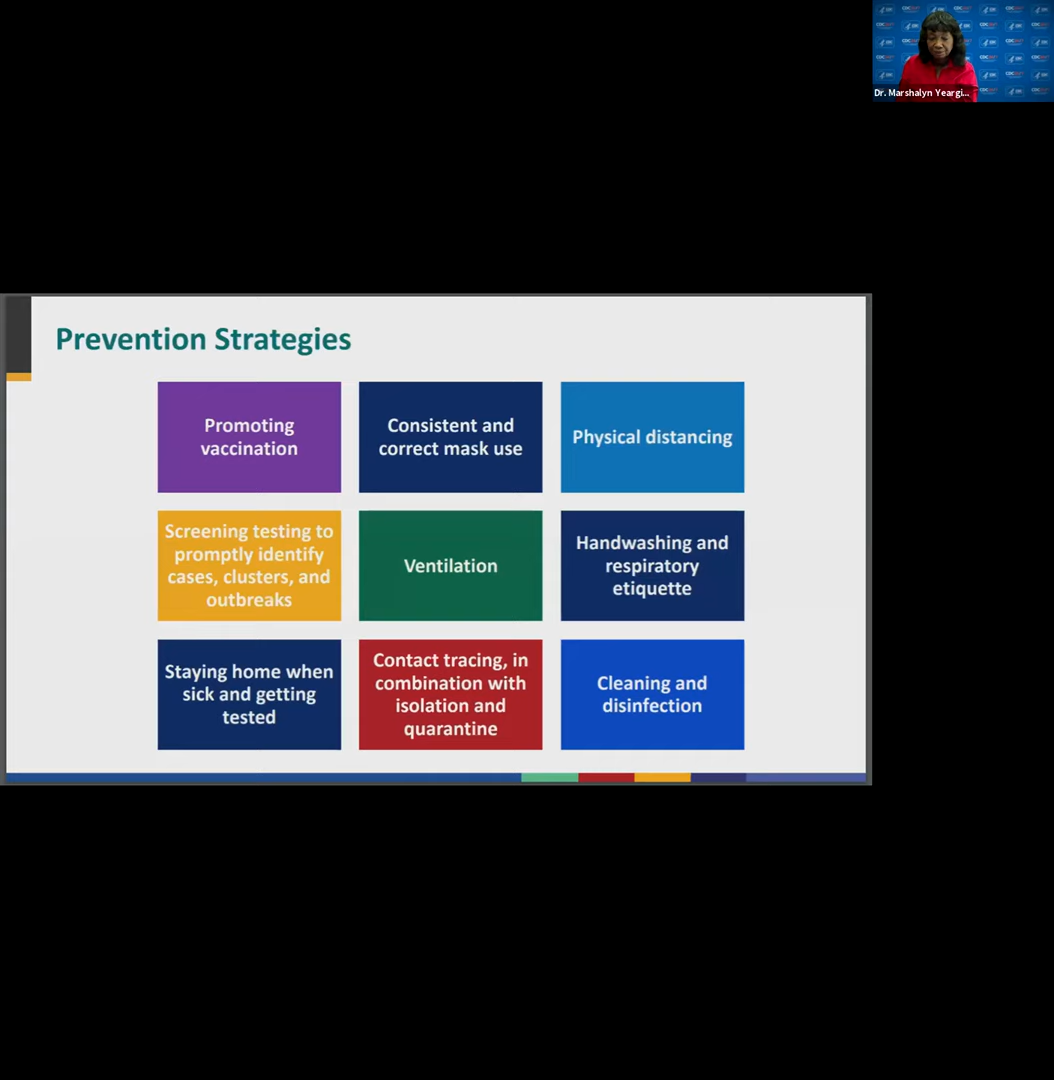 Dr. Marshalyn Yeargi...
Prevention Strategies
Promoting
vaccination
Consistent and
correct mask use
Physical distancing
Screening testing to
promptly identify
cases, clusters, and
outbreaks
Ventilation
Handwashing and
respiratory
etiquette
Staying home when
sick and getting
tested
Contact tracing, in
combination with
isolation and
quarantine
Cleaning and
disinfection